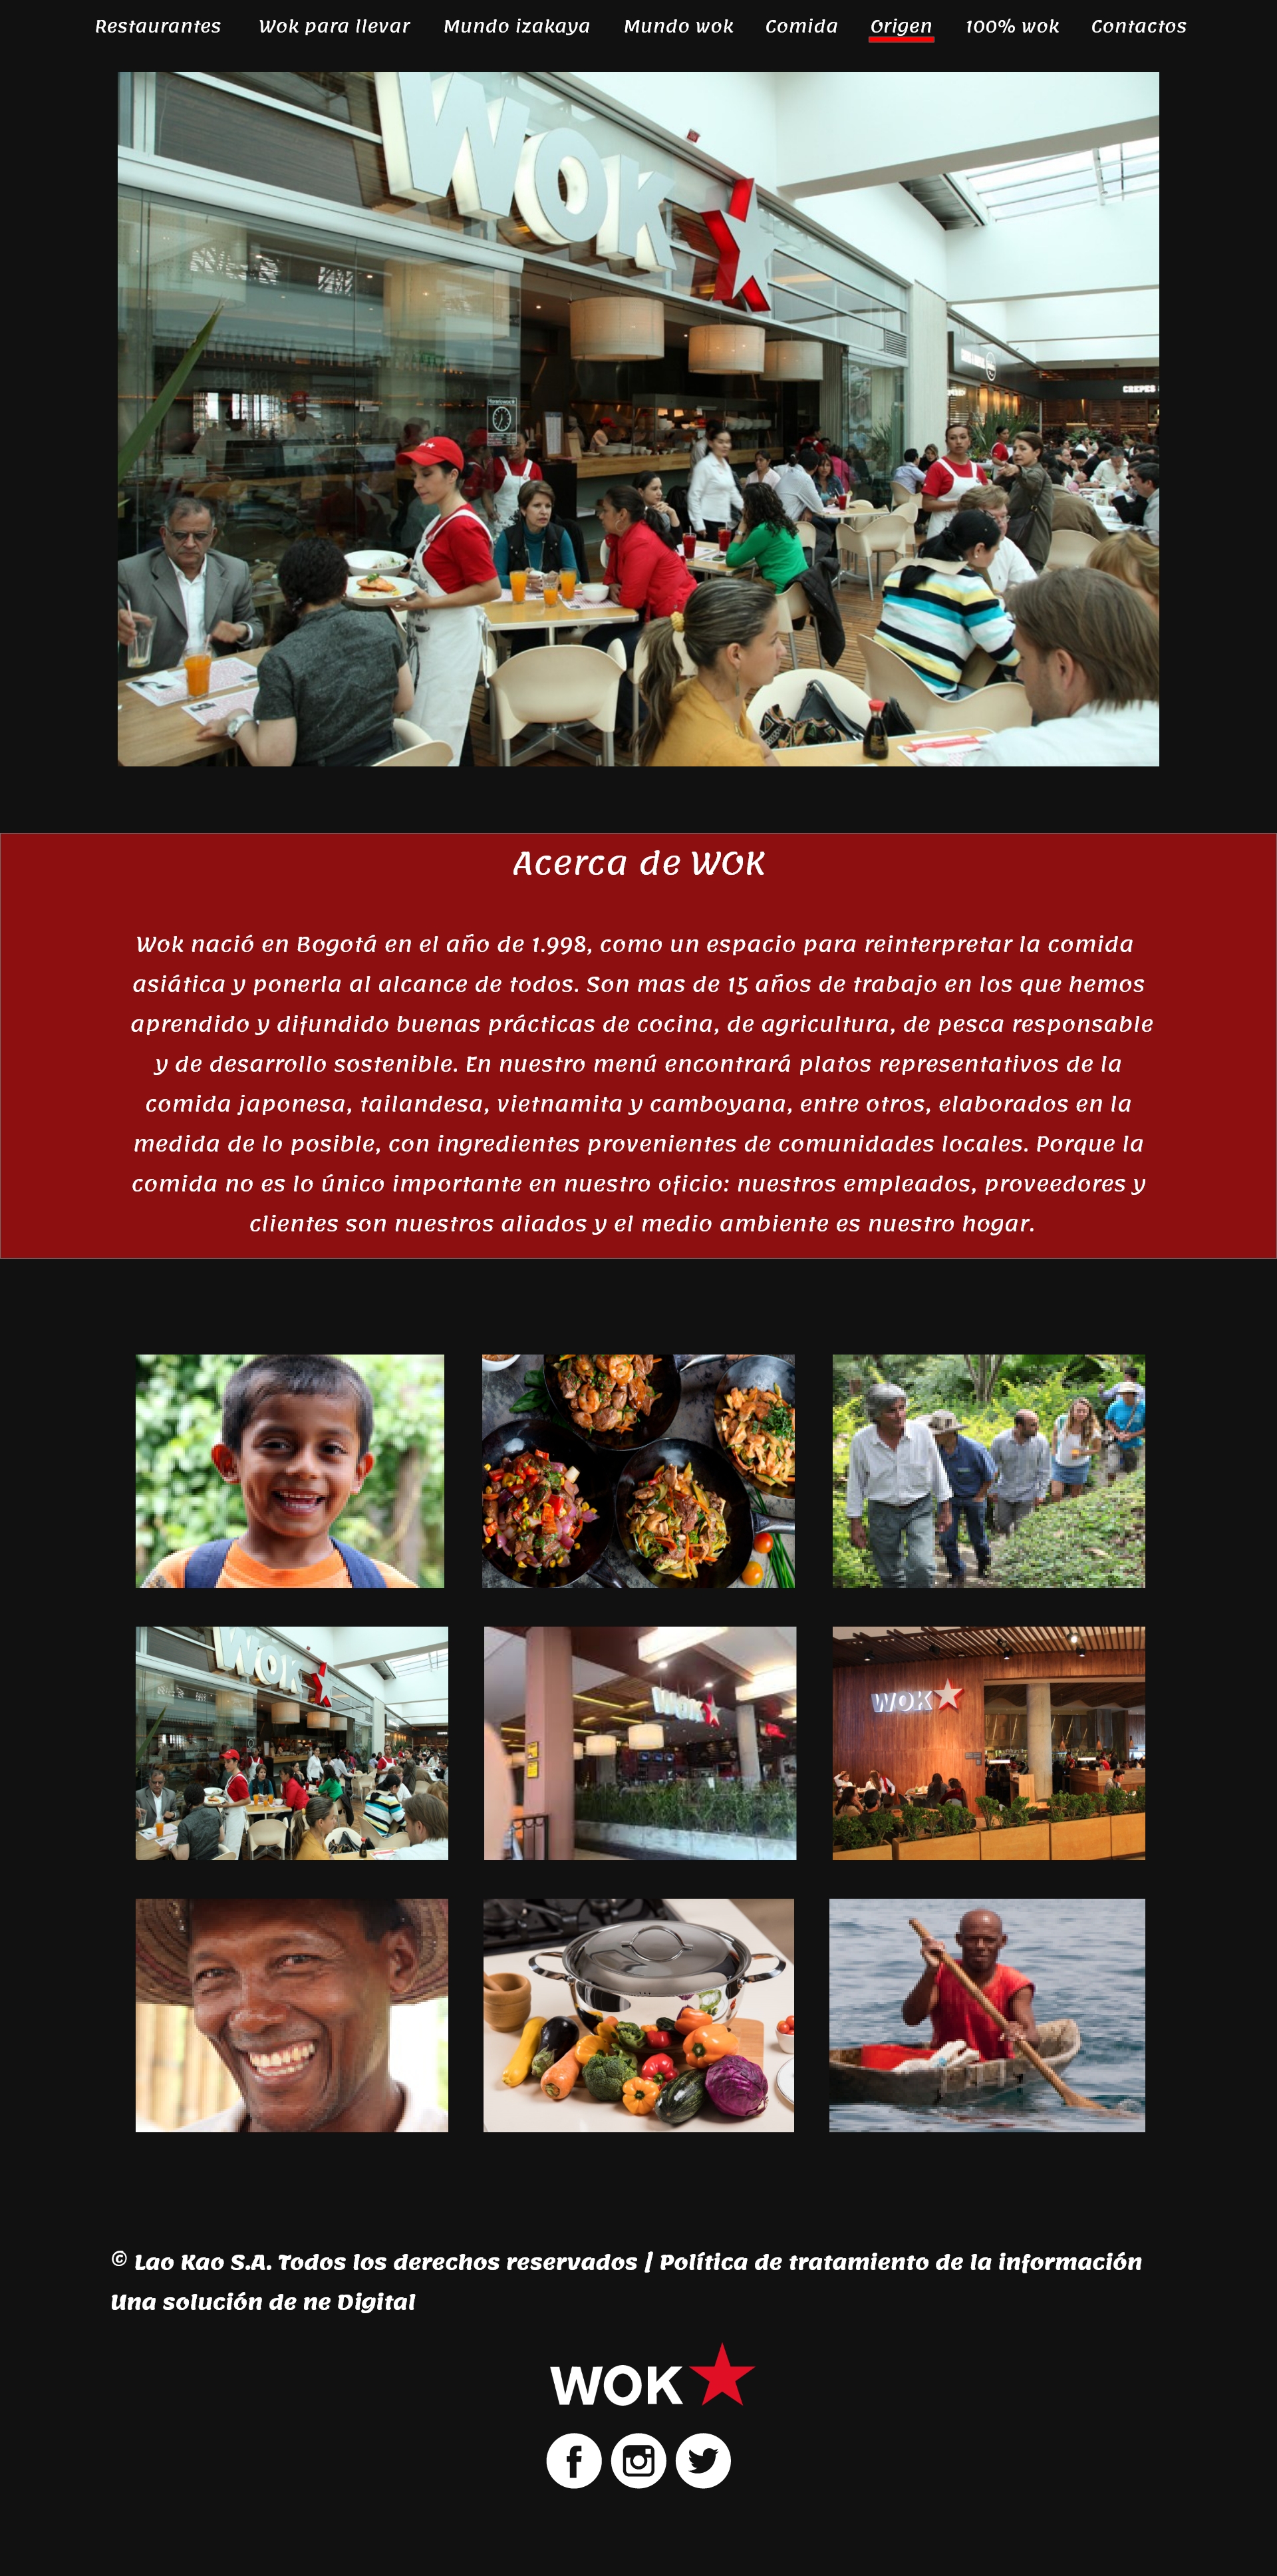 Restaurantes Wok para llevar Mundo izakaya Mundo wok Comida Origen 100% wok Contactos
WOK
CREPES
Acerca de WOK
Wok nació en Bogotá en el año de 1.998, como un espacio para reinterpretar la comida
asiática y ponerla al alcance de todos. Son mas de 15 años de trabajo en los que hemos
aprendido y difundido buenas prácticas de cocina, de agricultura, de pesca responsable
y de desarrollo sostenible. En nuestro menú encontrará platos representativos de la
comida japonesa, tailandesa, vietnamita y camboyana, entre otros, elaborados en la
medida de lo posible, con ingredientes provenientes de comunidades locales. Porque la
comida no es lo único importante en nuestro oficio: nuestros empleados, proveedores y
clientes son nuestros aliados y el medio ambiente es nuestro hogar.
WOK
WOK
WOK
© Lao Kao S.A. Todos los derechos reservados / Política de tratamiento de la información
Una solución de ne Digital
WOK